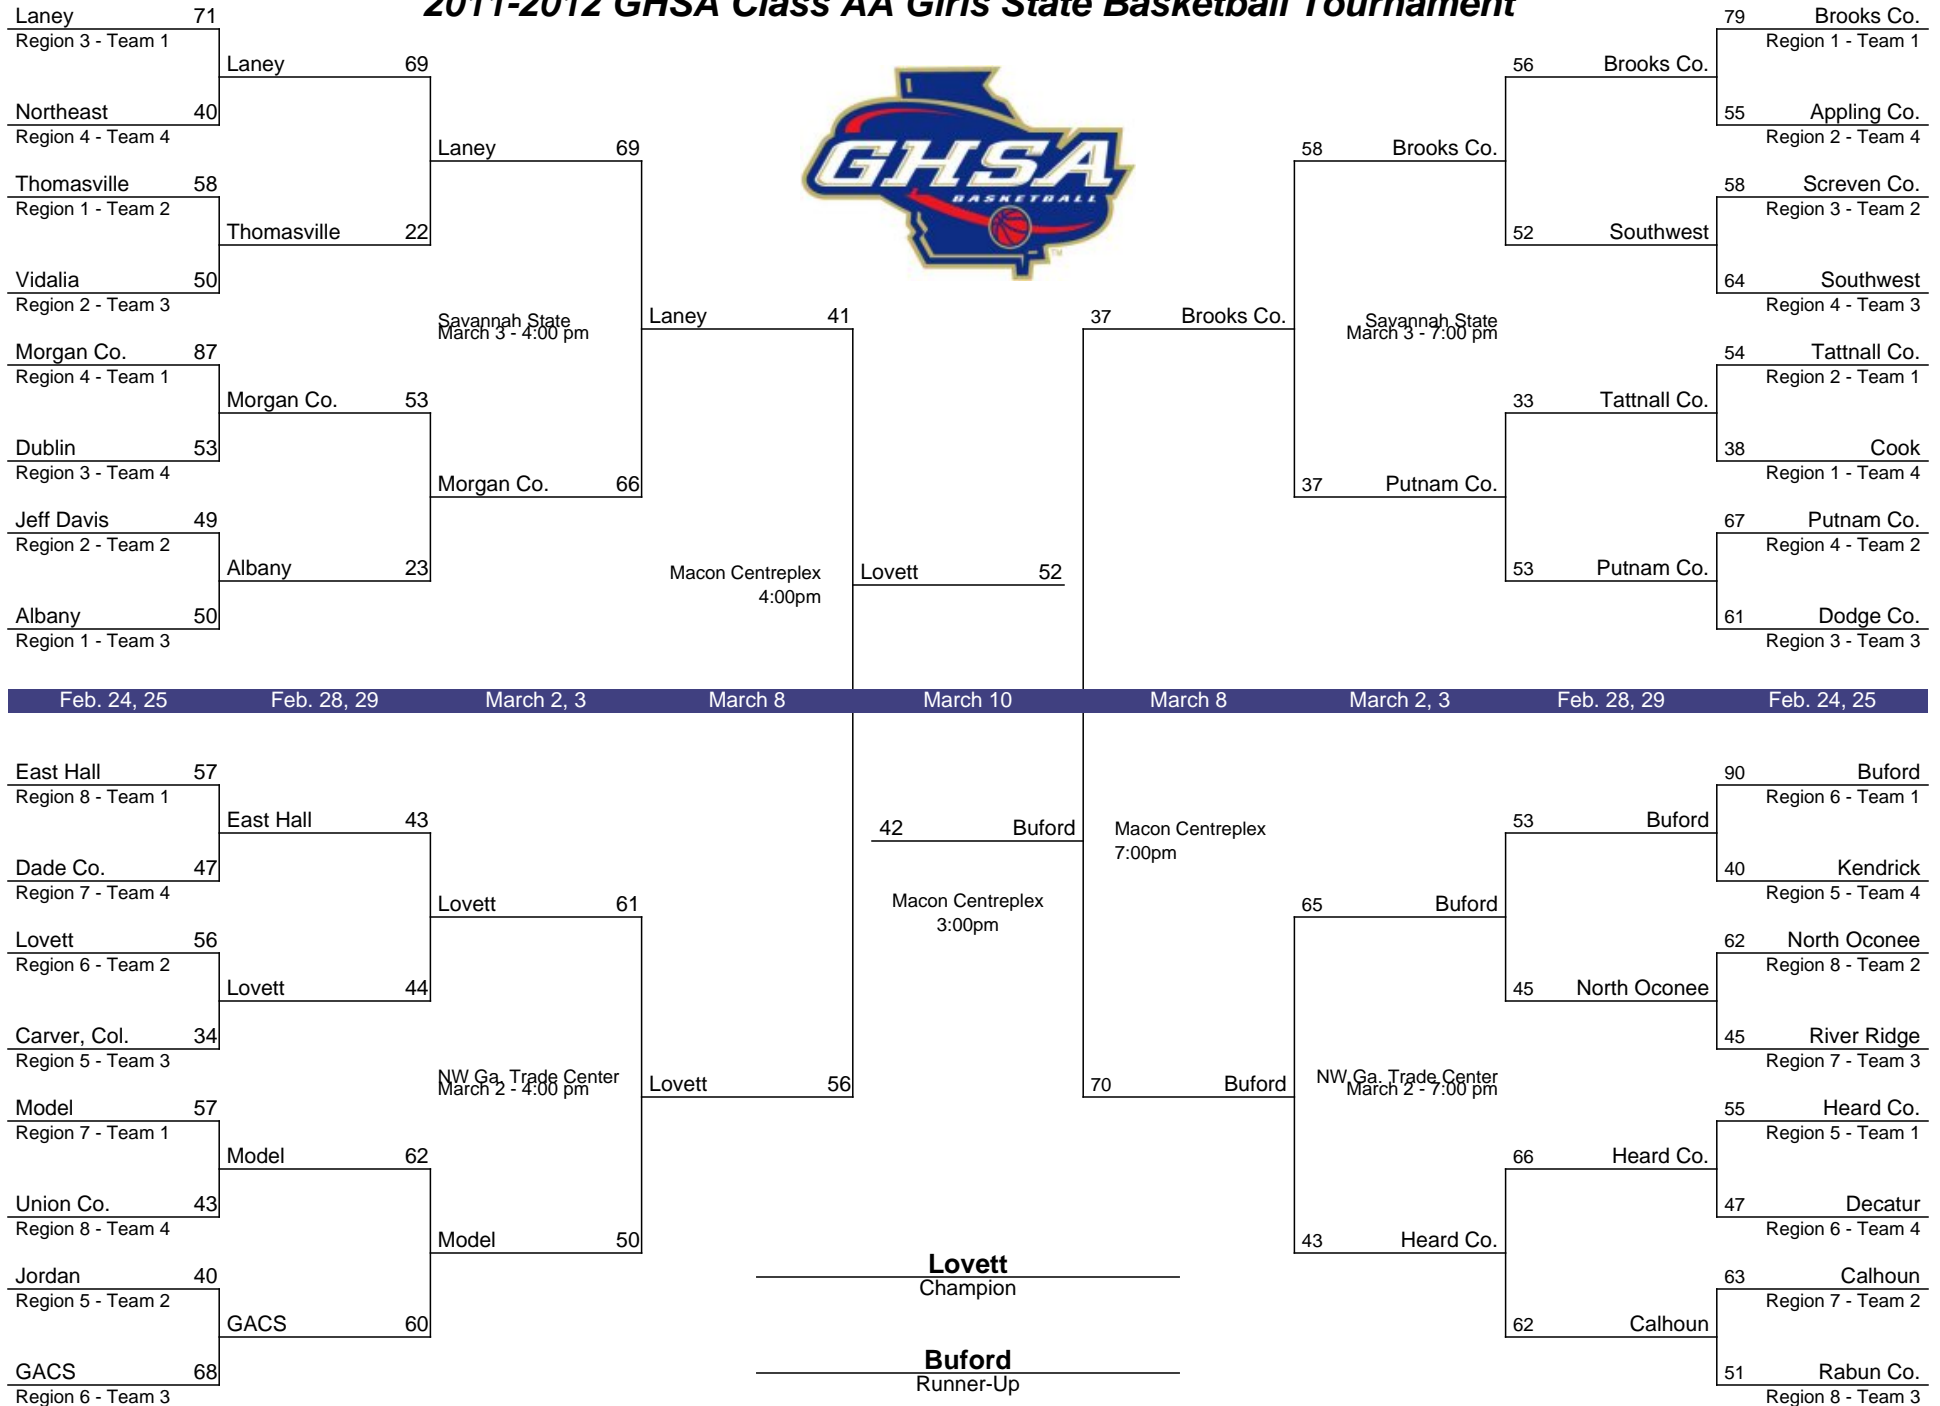 2011-2012 GHSA Class AA Girls State Basketball Tournament
GHSA
BASKETBALL
TM
Laney 71
Region 3 - Team 1
Northeast 40
Region 4 - Team 4
Thomasville 58
Region 1 - Team 2
Vidalia 50
Region 2 - Team 3
Morgan Co. 87
Region 4 - Team 1
Dublin 53
Region 3 - Team 4
Jeff Davis 49
Region 2 - Team 2
Albany 50
Region 1 - Team 3
Laney 69
Thomasville 22
Morgan Co. 53
Albany 23
Laney 69
Savannah State
March 3 - 4:00 pm
Morgan Co. 66
Laney 41
Macon Centreplex
4:00pm
Lovett 52
37 Brooks Co.
58 Brooks Co.
Savannah State
March 3 - 7:00 pm
37 Putnam Co.
56 Brooks Co.
52 Southwest
33 Tattnall Co.
53 Putnam Co.
79 Brooks Co.
Region 1 - Team 1
55 Appling Co.
Region 2 - Team 4
58 Screven Co.
Region 3 - Team 2
64 Southwest
Region 4 - Team 3
54 Tattnall Co.
Region 2 - Team 1
38 Cook
Region 1 - Team 4
67 Putnam Co.
Region 4 - Team 2
61 Dodge Co.
Region 3 - Team 3
Feb. 24, 25 Feb. 28, 29 March 2, 3 March 8 March 10 March 8 March 2, 3 Feb. 28, 29 Feb. 24, 25
East Hall 57
Region 8 - Team 1
Dade Co. 47
Region 7 - Team 4
Lovett 56
Region 6 - Team 2
Carver, Col. 34
Region 5 - Team 3
Model 57
Region 7 - Team 1
Union Co. 43
Region 8 - Team 4
Jordan 40
Region 5 - Team 2
GACS 68
Region 6 - Team 3
East Hall 43
Lovett 44
Model 62
GACS 60
Lovett 61
NW Ga. Trade Center
March 2 - 4:00 pm
Model 50
Lovett 56
42 Buford
Macon Centreplex
3:00pm
Macon Centreplex
7:00pm
70 Buford
65 Buford
NW Ga. Trade Center
March 2 - 7:00 pm
43 Heard Co.
53 Buford
45 North Oconee
66 Heard Co.
62 Calhoun
90 Buford
Region 6 - Team 1
40 Kendrick
Region 5 - Team 4
62 North Oconee
Region 8 - Team 2
45 River Ridge
Region 7 - Team 3
55 Heard Co.
Region 5 - Team 1
47 Decatur
Region 6 - Team 4
63 Calhoun
Region 7 - Team 2
51 Rabun Co.
Region 8 - Team 3
Lovett
Champion
Buford
Runner-Up